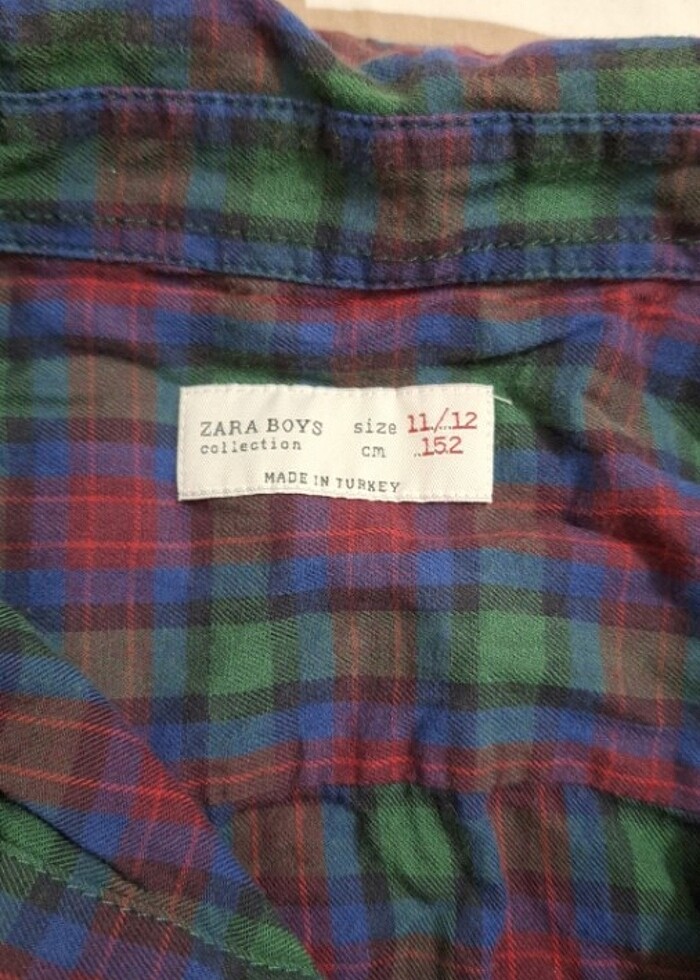 ZARA BOYS size 11/12
collection cm 152
MADE IN TURKEY